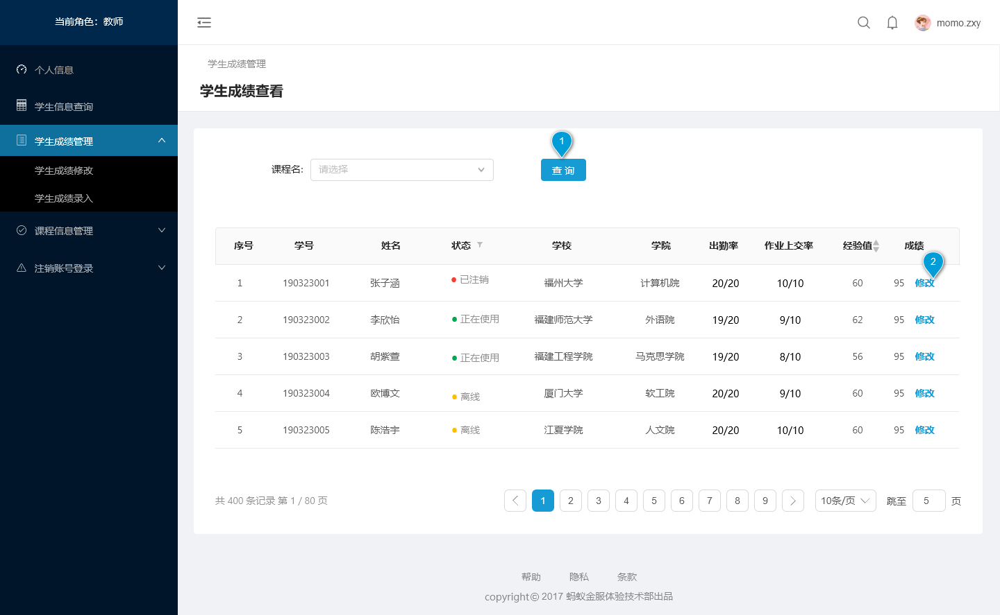 当前角色：教师
momo.zxy
个人信息
学生信息查询
学生成绩管理
学生成绩修改
学生成绩录入
课程信息管理
注销账号登录
学生成绩管理
学生成绩查看
1
课程名: 请选择 查 询
序号 学号 姓名 状态 学校 学院 出勤率 作业上交率 经验值 成绩
2
1 190323001 张子涵 已注销 福州大学 计算机院 20/20 10/10 60 95 修改
2 190323002 李欣怡 正在使用 福建师范大学 外语院 19/20 9/10 62 95 修改
3 190323003 胡紫萱 正在使用 福建工程学院 马克思学院 19/20 8/10 56 95 修改
4 190323004 欧博文 离线 厦门大学 软工院 20/20 9/10 60 95 修改
5 190323005 陈浩宇 离线 江夏学院 人文院 20/20 10/10 60 95 修改
共 400 条记录 第 1 / 80 页 1 2 3 4 5 6 7 8 9 10条/页 跳至 5 页
帮助 隐私 条款
copyright© 2017 蚂蚁金服体验技术部出品